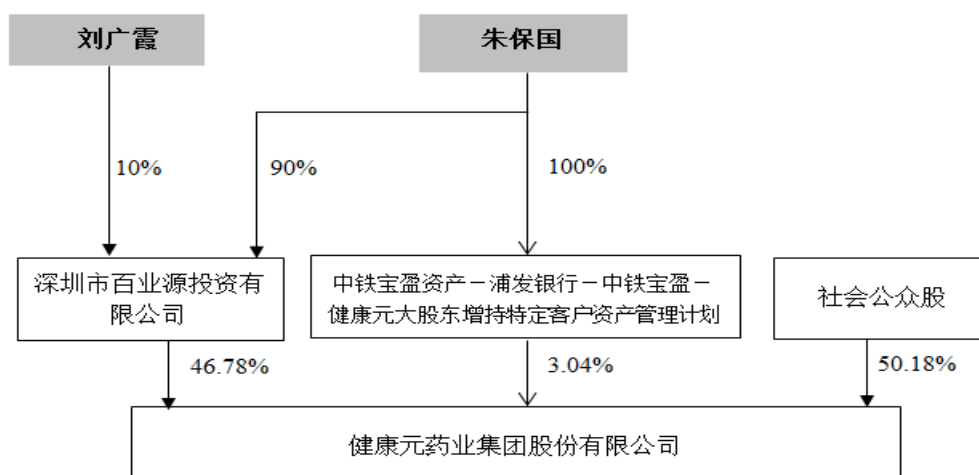 刘广霞
朱保国
10%
90%
100%
深圳市百业源投资有
限公司
中铁宝盈资产－浦发银行－中铁宝盈－
健康元大股东增持特定客户资产管理计划
社会公众股
46.78%
3.04%
50.18%
健康元药业集团股份有限公司